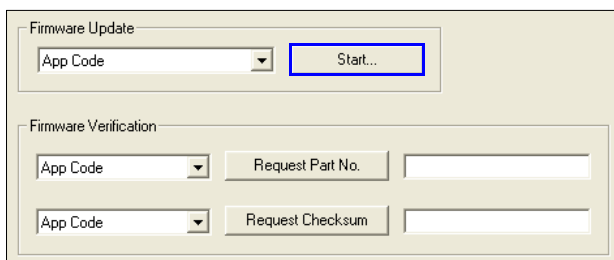 Firmware Update
App Code
Start...
Firmware Verification
App Code
Request Part No.
App Code
Request Checksum